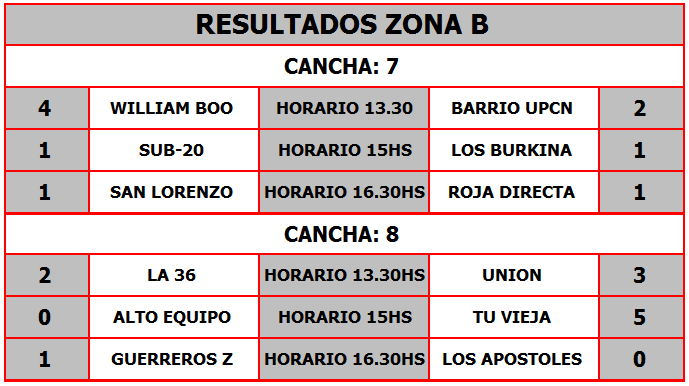 RESULTADOS ZONA B
CANCHA: 7
4 WILLIAM BOO HORARIO 13.30 BARRIO UPCN 2
1 SUB-20 HORARIO 15HS LOS BURKINA 1
1 SAN LORENZO HORARIO 16.30HS ROJA DIRECTA 1
CANCHA: 8
2 LA 36 HORARIO 13.30HS UNION 3
0 ALTO EQUIPO HORARIO 15HS TU VIEJA 5
1 GUERREROS Z HORARIO 16.30HS LOS APOSTOLES 0